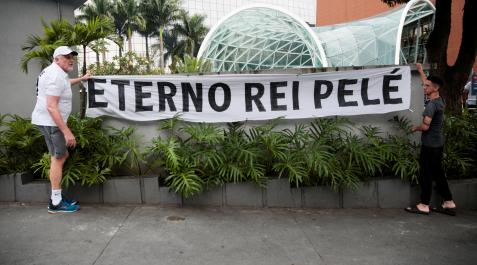 ETERNO REI PELÉ